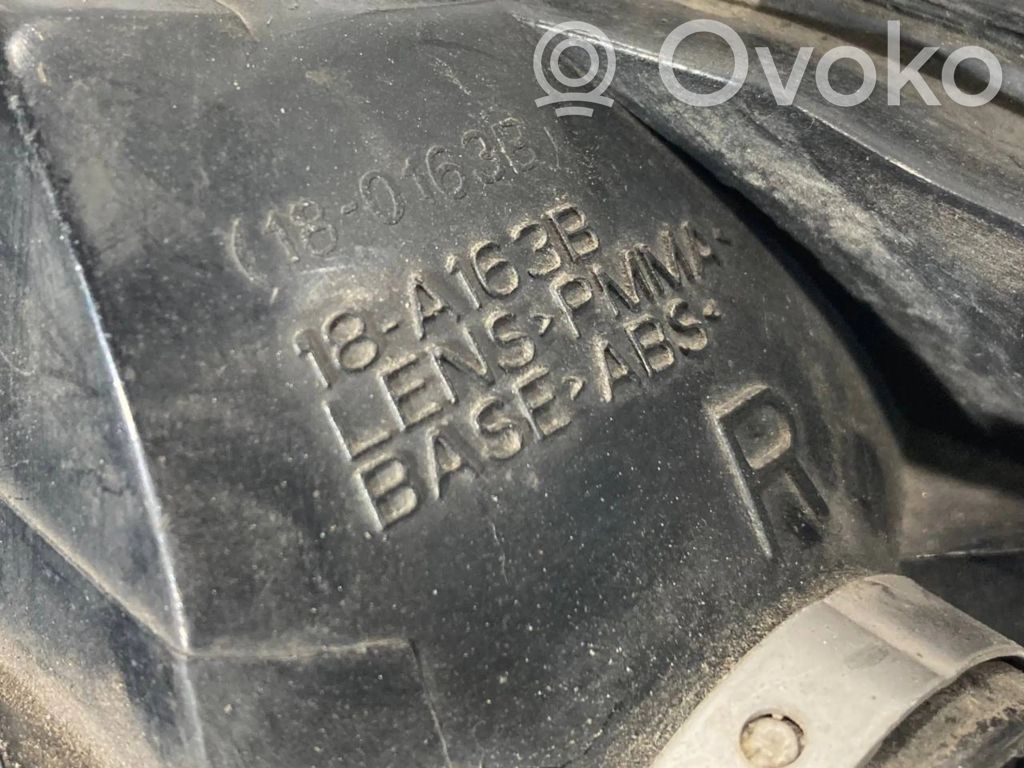 Ovoko
(18-0163B)
18-A163B
LENS>PMMA<
BASE>ABS<
R